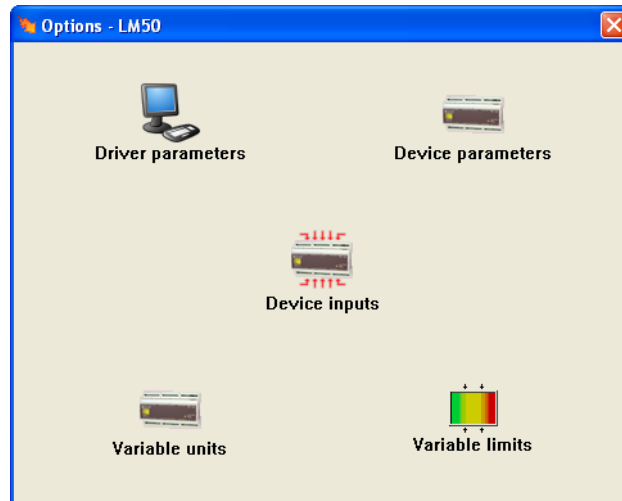 Options - LM50
Driver parameters
Device parameters
Device inputs
Variable units
Variable limits